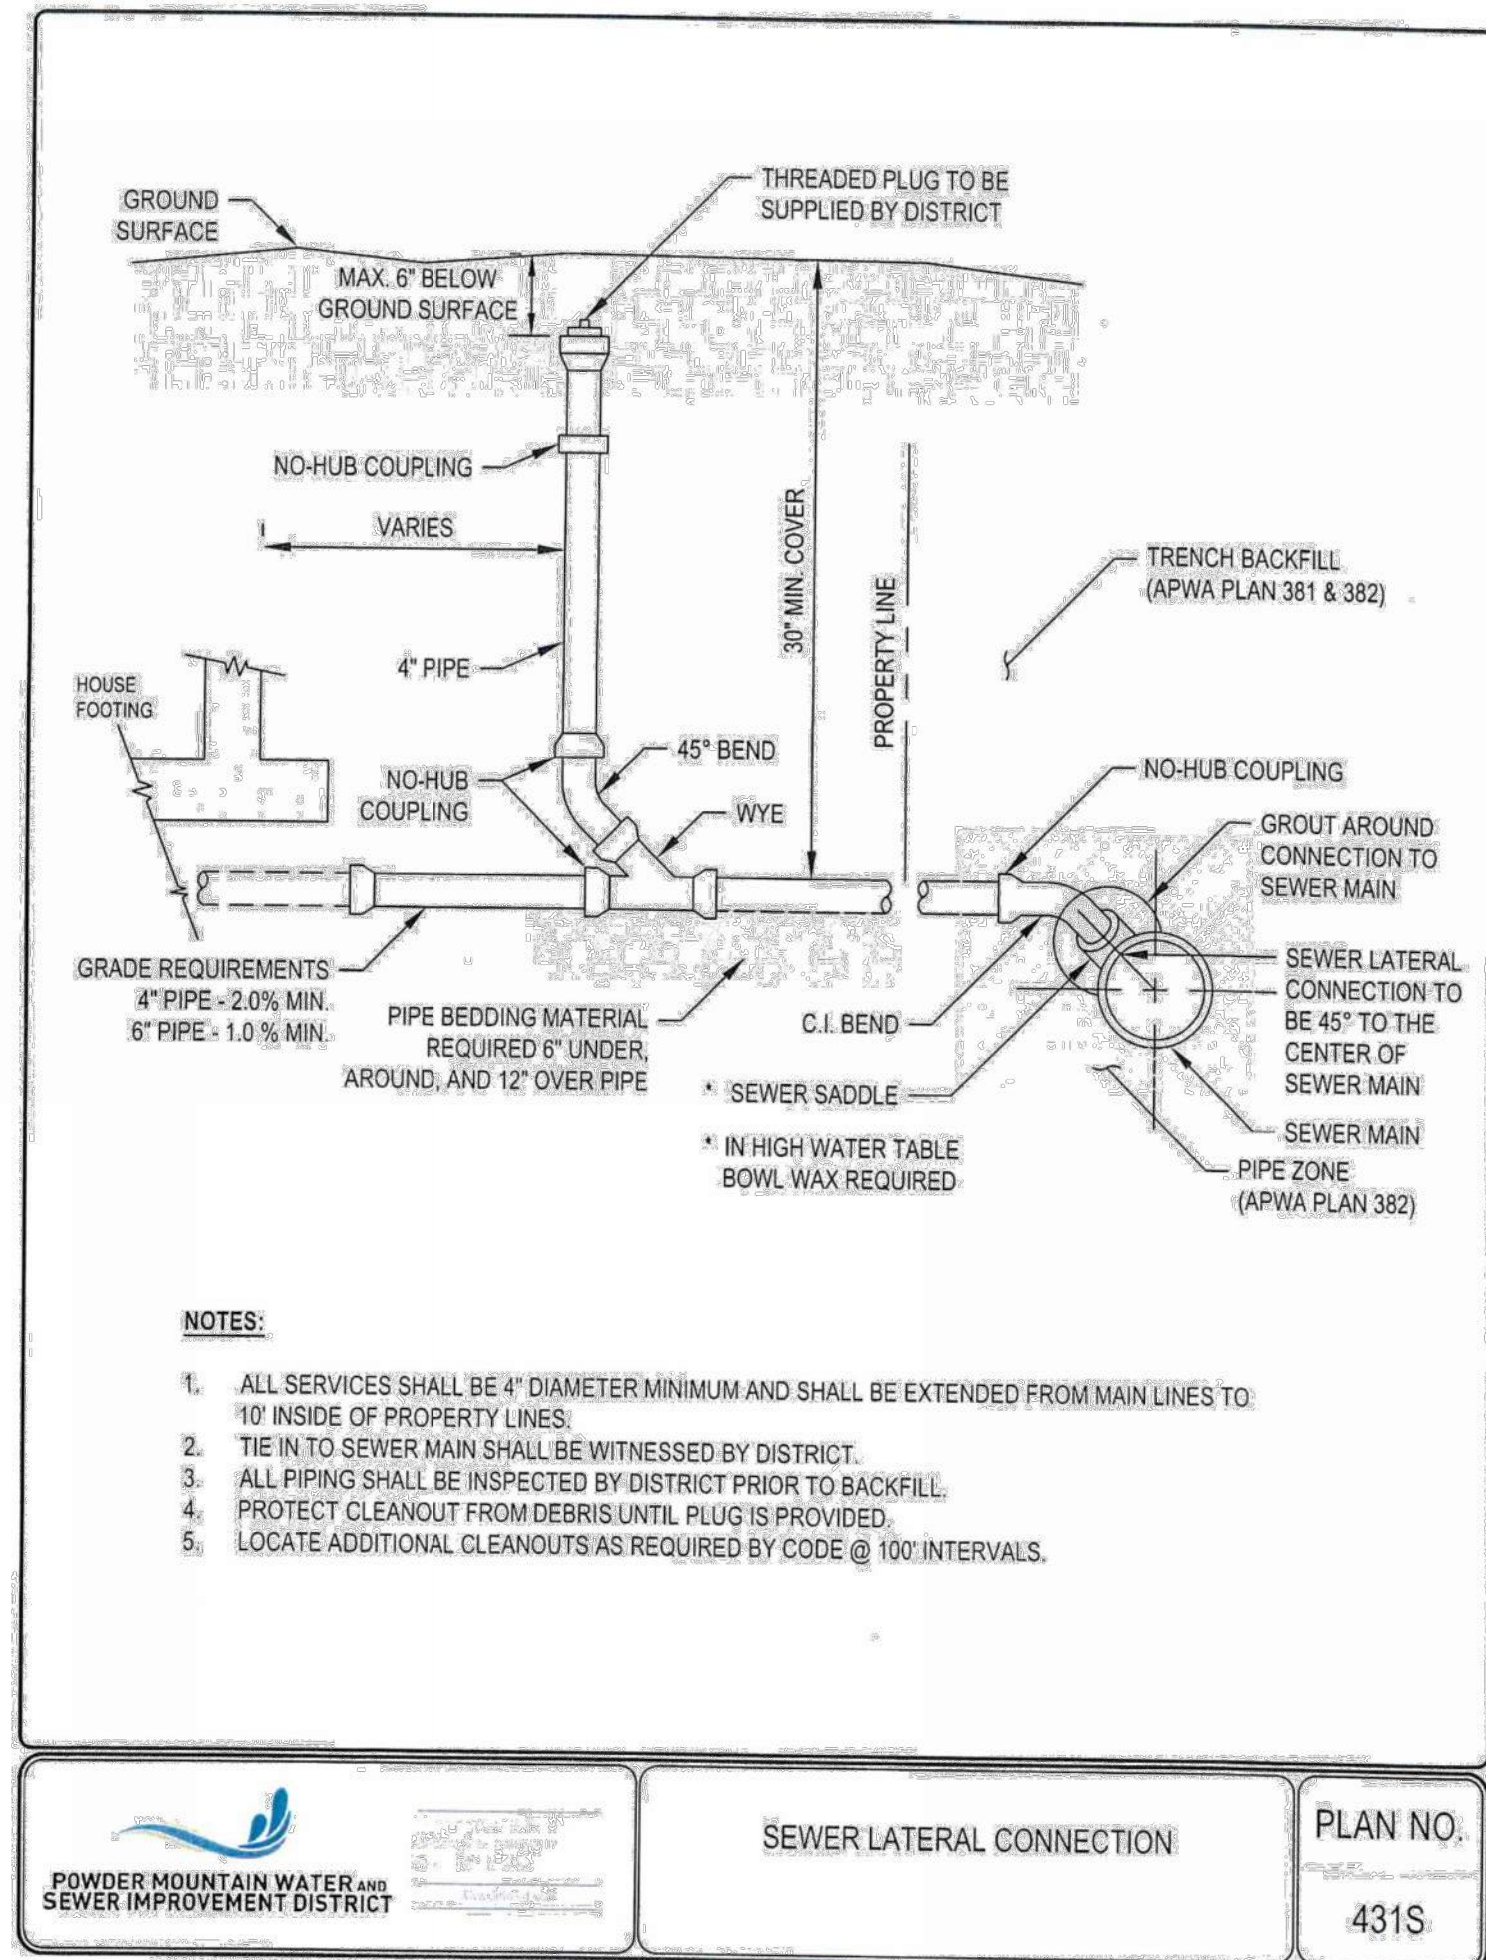 GROUND
SURFACE
THREADED PLUG TO BE
SUPPLIED BY DISTRICT
MAX. 6" BELOW
GROUND SURFACE
NO-HUB COUPLING
VARIES
30" MIN. COVER
PROPERTY LINE
TRENCH BACKFILL
(APWA PLAN 381 & 382)
4" PIPE
HOUSE
FOOTING
45° BEND
NO-HUB
COUPLING
WYE
NO-HUB COUPLING
GROUT AROUND
CONNECTION TO
SEWER MAIN
GRADE REQUIREMENTS
4" PIPE - 2.0% MIN.
6" PIPE - 1.0 % MIN.
PIPE BEDDING MATERIAL
REQUIRED 6" UNDER,
AROUND, AND 12" OVER PIPE
C.I. BEND
SEWER LATERAL
CONNECTION TO
BE 45° TO THE
CENTER OF
SEWER MAIN
* SEWER SADDLE
* IN HIGH WATER TABLE
BOWL WAX REQUIRED
SEWER MAIN
PIPE ZONE
(APWA PLAN 382)
NOTES:
1. ALL SERVICES SHALL BE 4" DIAMETER MINIMUM AND SHALL BE EXTENDED FROM MAIN LINES TO
10' INSIDE OF PROPERTY LINES.
2. TIE IN TO SEWER MAIN SHALL BE WITNESSED BY DISTRICT.
3. ALL PIPING SHALL BE INSPECTED BY DISTRICT PRIOR TO BACKFILL.
4. PROTECT CLEANOUT FROM DEBRIS UNTIL PLUG IS PROVIDED.
5. LOCATE ADDITIONAL CLEANOUTS AS REQUIRED BY CODE @ 100' INTERVALS.
POWDER MOUNTAIN WATER AND
SEWER IMPROVEMENT DISTRICT
SEWER LATERAL CONNECTION
PLAN NO.
431S